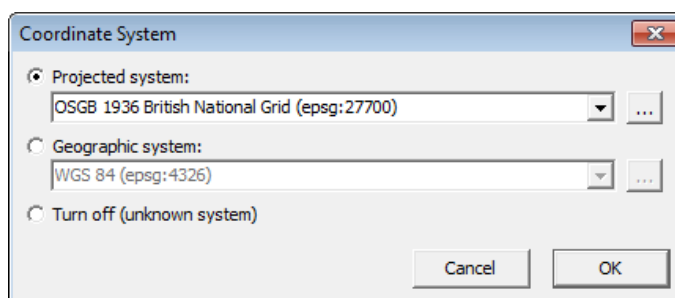 Coordinate System
Projected system:
OSGB 1936 British National Grid (epsg:27700)
...
Geographic system:
WGS 84 (epsg:4326)
...
Turn off (unknown system)
Cancel
OK